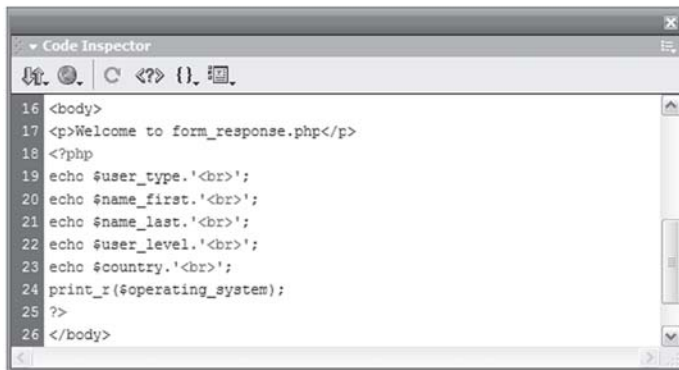 Code Inspector
16 <body>
17 <p>Welcome to form_response.php</p>
18 <?php
19 echo $user_type.'<br>';
20 echo $name_first.'<br>';
21 echo $name_last.'<br>';
22 echo $user_level.'<br>';
23 echo $country.'<br>';
24 print_r($operating_system);
25 ?>
26 </body>